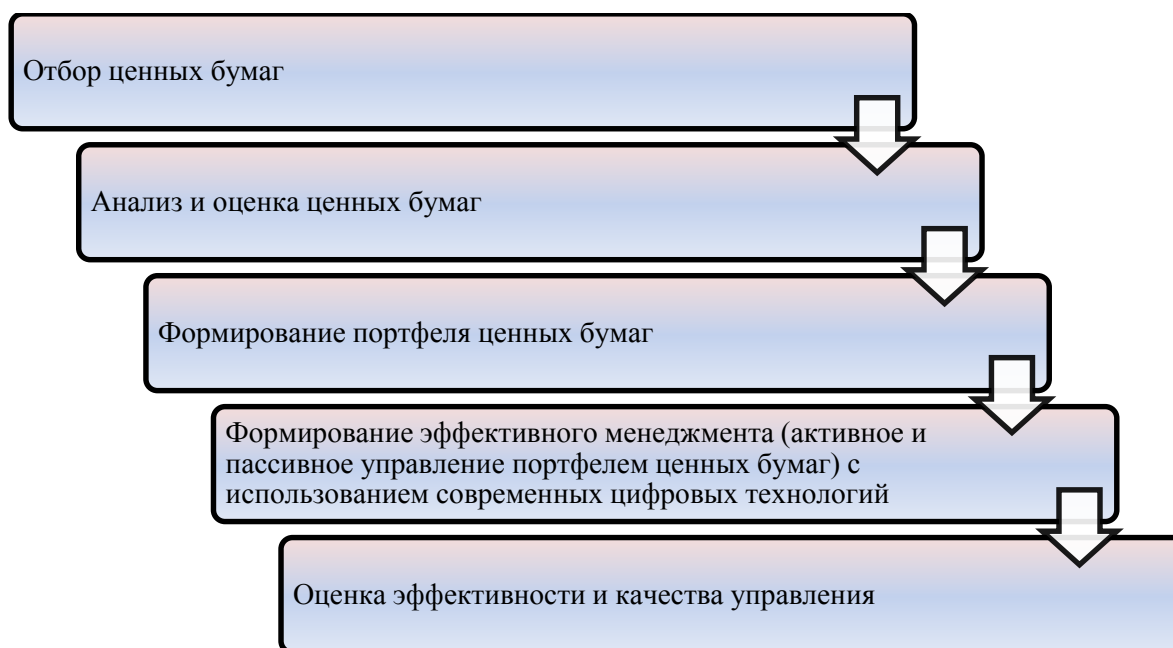 Отбор ценных бумаг
Анализ и оценка ценных бумаг
Формирование портфеля ценных бумаг
Формирование эффективного менеджмента (активное и
пассивное управление портфелем ценных бумаг) с
использованием современных цифровых технологий
Оценка эффективности и качества управления